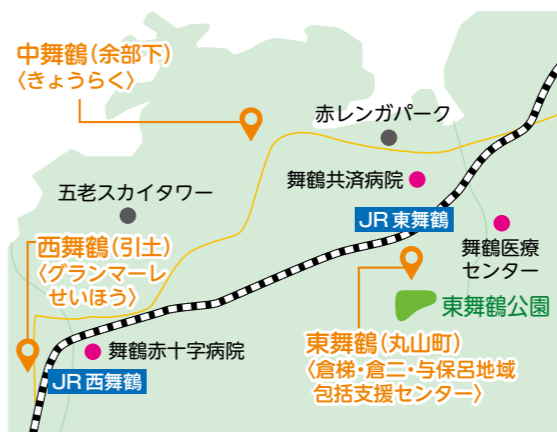 中舞鶴(余部下)
〈きょうらく〉
赤レンガパーク
舞鶴共済病院
五老スカイタワー
JR 東舞鶴
西舞鶴(引土)
〈グランマーレ
せいほう〉
舞鶴医療
センター
東舞鶴公園
東舞鶴(丸山町)
〈倉梯・倉二・与保呂地域
包括支援センター〉
舞鶴赤十字病院
JR 西舞鶴